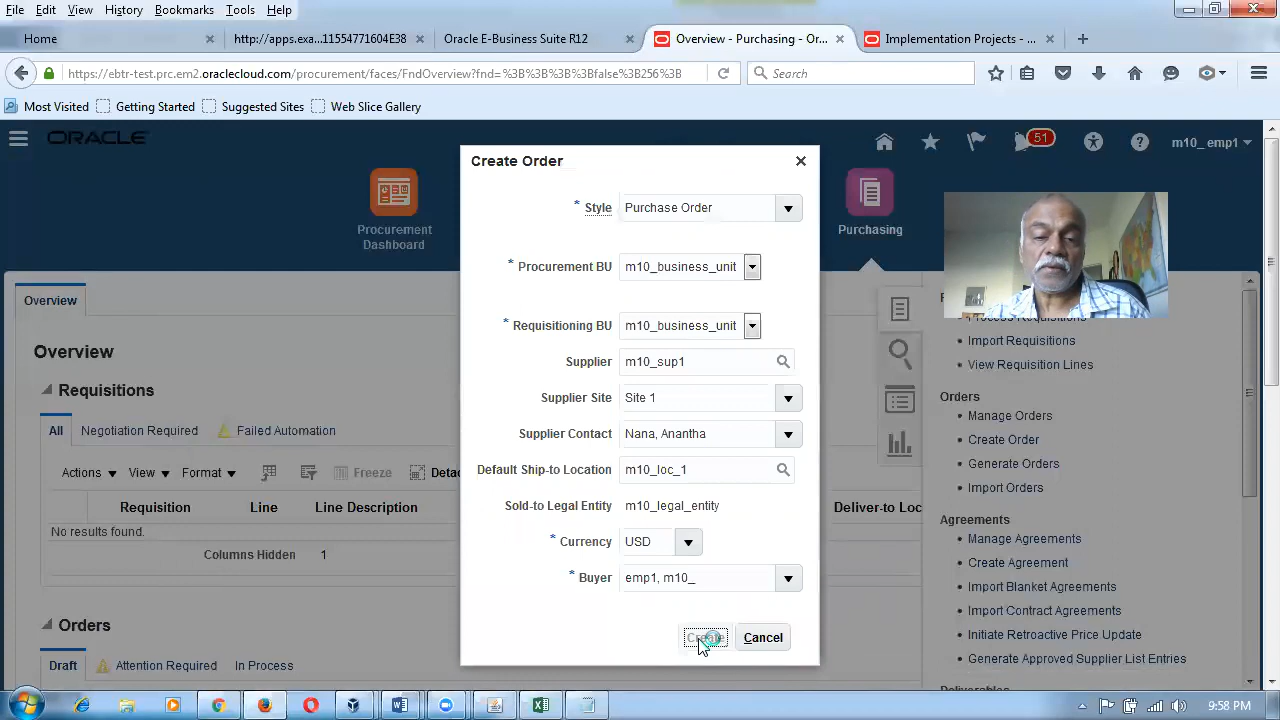 File Edit View History Bookmarks Tools Help
Home × http://apps.exa...11554771604E38 × Oracle E-Business Suite R12 × Overview - Purchasing - Or... × Implementation Projects - ... × +
https://ebtr-test.prc.em2.oraclecloud.com/procurement/faces/FndOverview?fnd=%3B%3B%3B%3Bfalse%3B256%3B Search
Most Visited Getting Started Suggested Sites Web Slice Gallery
ORACLE 51 m10_emp1
Procurement Dashboard
Purchasing
Create Order ×
* Style Purchase Order
* Procurement BU m10_business_unit
* Requisitioning BU m10_business_unit
Supplier m10_sup1
Supplier Site Site 1
Supplier Contact Nana, Anantha
Default Ship-to Location m10_loc_1
Sold-to Legal Entity m10_legal_entity
* Currency USD
* Buyer emp1, m10_
Create Cancel
Overview
Overview
Requisitions
All Negotiation Required Failed Automation
Actions View Format Freeze Detac
Requisition Line Line Description Deliver-to Loc
No results found.
Columns Hidden 1
Orders
Draft Attention Required In Process
Process Requisitions
Import Requisitions
View Requisition Lines
Orders
Manage Orders
Create Order
Generate Orders
Import Orders
Agreements
Manage Agreements
Create Agreement
Import Blanket Agreements
Import Contract Agreements
Initiate Retroactive Price Update
Generate Approved Supplier List Entries
9:58 PM